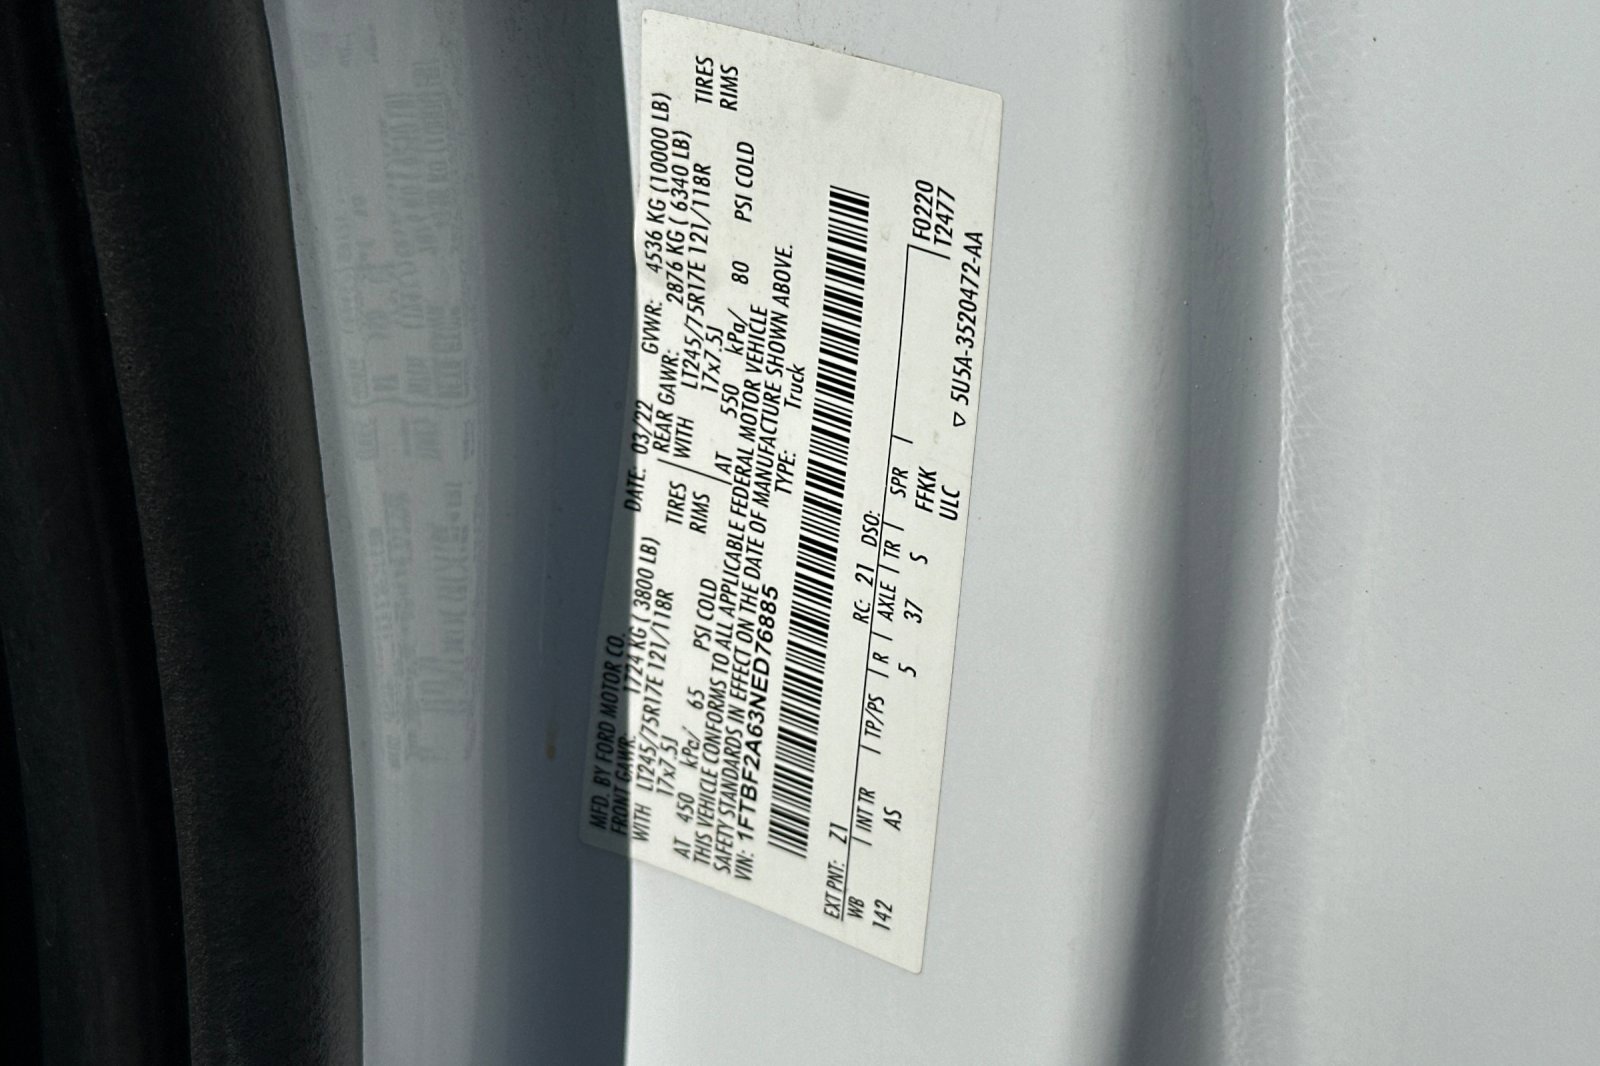 MFD. BY FORD MOTOR CO.
DATE: 03/22 GVWR: 4536 KG (10000 LB)
FRONT GAWR: 1724 KG ( 3800 LB) REAR GAWR: 2876 KG ( 6340 LB)
WITH LT245/75R17E 121/118R TIRES WITH LT245/75R17E 121/118R TIRES
17x7.5J RIMS 17x7.5J RIMS
AT 450 kPa/ 65 PSI COLD AT 550 kPa/ 80 PSI COLD
THIS VEHICLE CONFORMS TO ALL APPLICABLE FEDERAL MOTOR VEHICLE
SAFETY STANDARDS IN EFFECT ON THE DATE OF MANUFACTURE SHOWN ABOVE.
VIN: 1FTBF2A63NED76885 TYPE: Truck
EXT PNT: Z1 RC: 21 DSO:
WB INT TR TP/PS R AXLE TR SPR F0220
142 AS 5 37 5 FFKK T2477
ULC
▽ 5U5A-3520472-AA